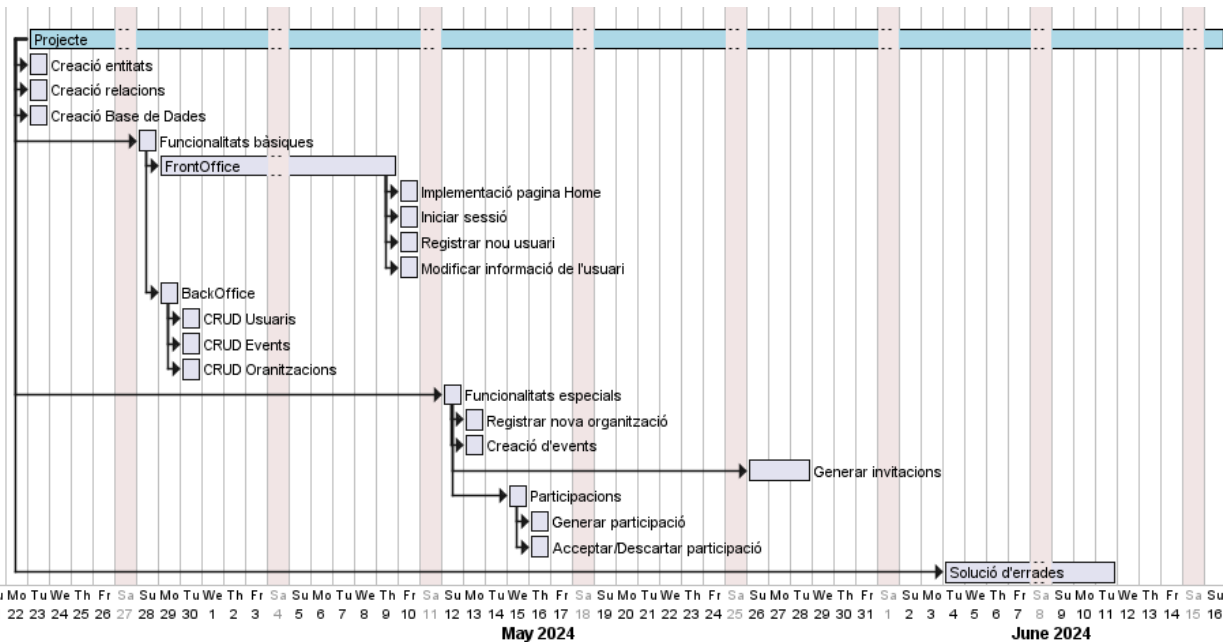 Projecte
Creació entitats
Creació relacions
Creació Base de Dades
Funcionalitats bàsiques
FrontOffice
Implementació pagina Home
Iniciar sessió
Registrar nou usuari
Modificar informació de l'usuari
BackOffice
CRUD Usuaris
CRUD Events
CRUD Oranitzacions
Funcionalitats especials
Registrar nova organització
Creació d'events
Generar invitacions
Participacions
Generar participació
Acceptar/Descartar participació
Solució d'errades
Mo Tu We Th Fr Sa Su Mo Tu We Th Fr Sa Su Mo Tu We Th Fr Sa Su Mo Tu We Th Fr Sa Su Mo Tu We Th Fr Sa Su Mo Tu We Th Fr Sa Su Mo Tu We Th Fr Sa Su Mo Tu We Th Fr Sa Su
22 23 24 25 26 27 28 29 30 1 2 3 4 5 6 7 8 9 10 11 12 13 14 15 16 17 18 19 20 21 22 23 24 25 26 27 28 29 30 31 1 2 3 4 5 6 7 8 9 10 11 12 13 14 15 16
May 2024 June 2024